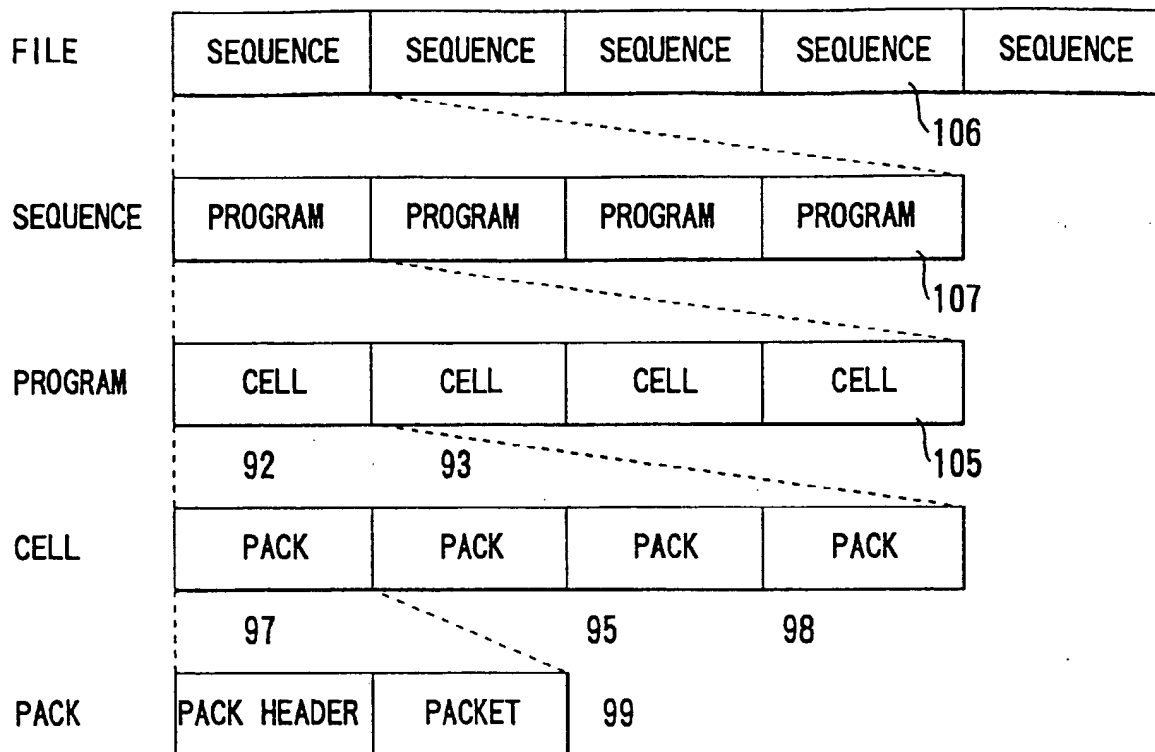 FILE SEQUENCE SEQUENCE SEQUENCE SEQUENCE SEQUENCE
106
SEQUENCE PROGRAM PROGRAM PROGRAM PROGRAM
107
PROGRAM CELL CELL CELL CELL
92 93 105
CELL PACK PACK PACK PACK
97 95 98
PACK PACK HEADER PACKET 99